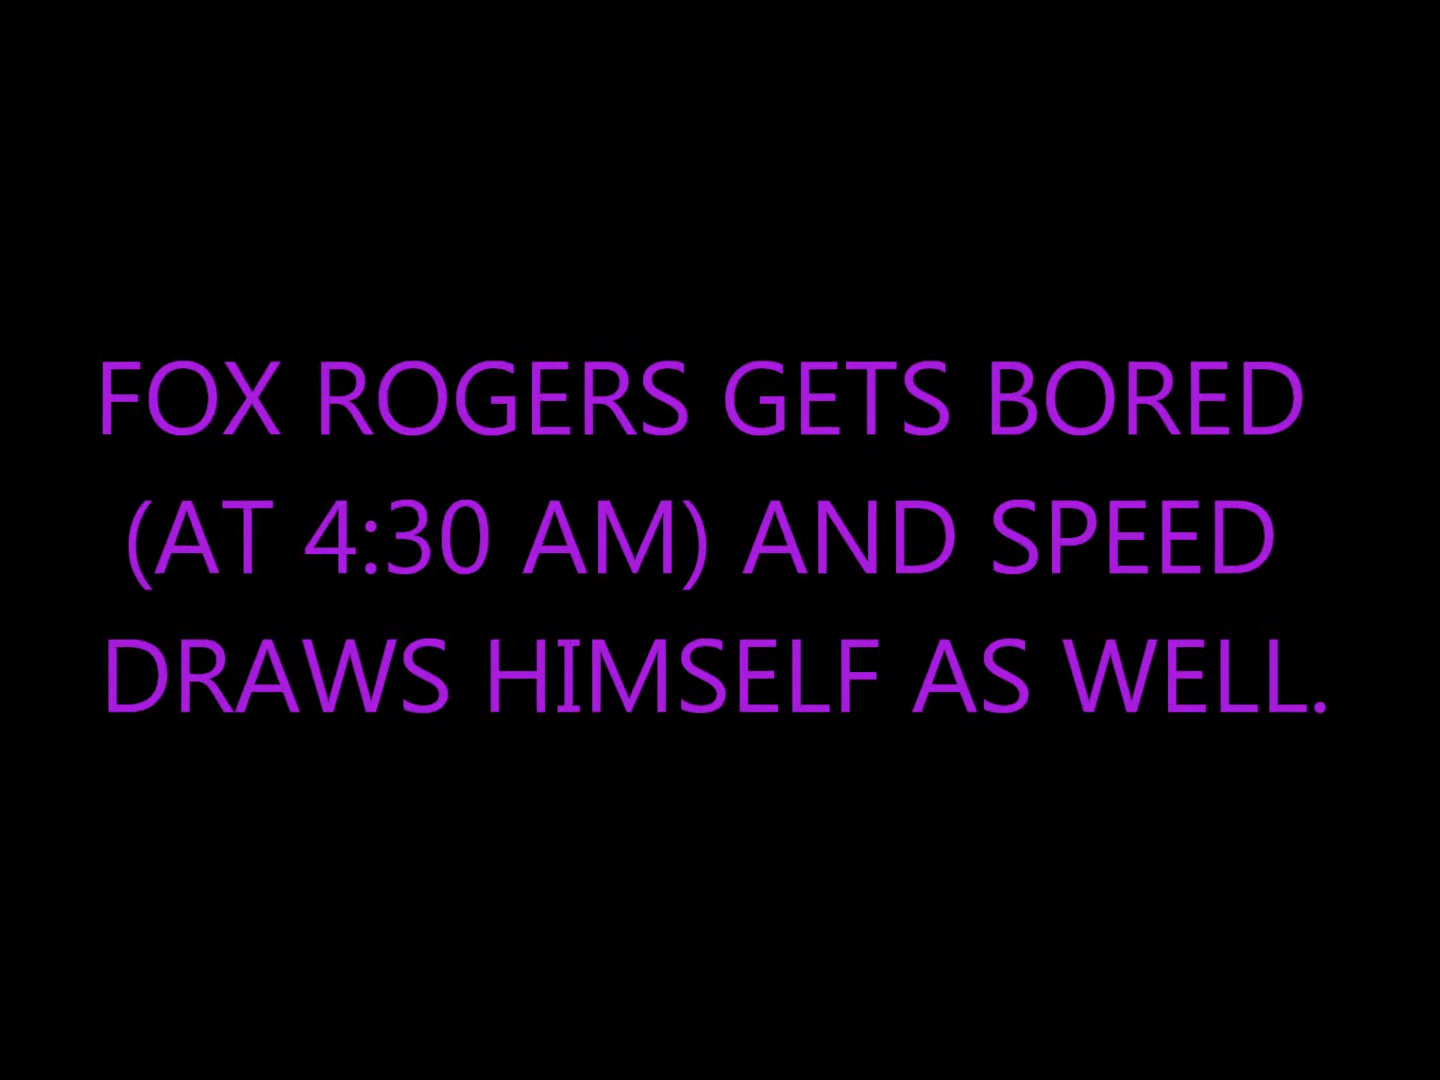 FOX ROGERS GETS BORED
(AT 4:30 AM) AND SPEED
DRAWS HIMSELF AS WELL.